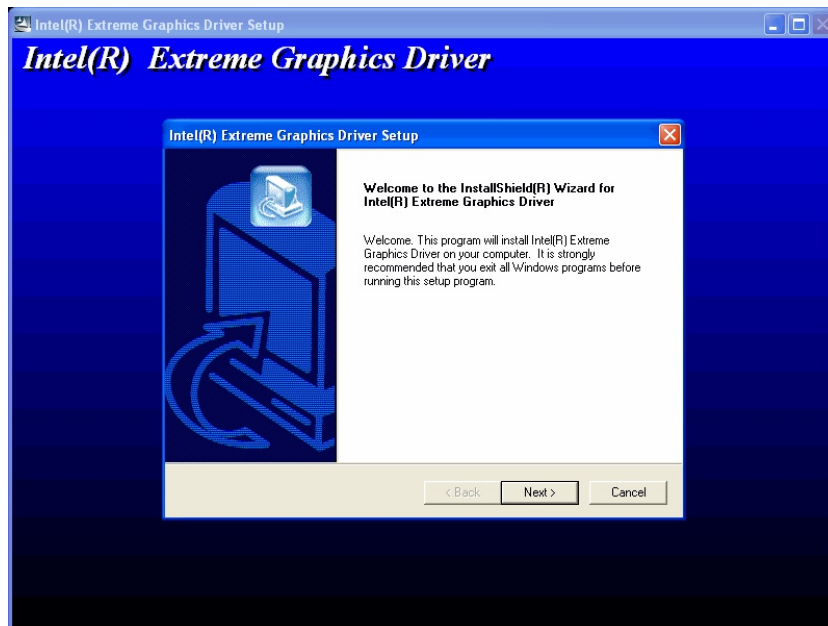 Intel(R) Extreme Graphics Driver Setup
Intel(R) Extreme Graphics Driver
Intel(R) Extreme Graphics Driver Setup
Welcome to the InstallShield(R) Wizard for
Intel(R) Extreme Graphics Driver
Welcome. This program will install Intel(R) Extreme
Graphics Driver on your computer. It is strongly
recommended that you exit all Windows programs before
running this setup program.
< Back Next > Cancel